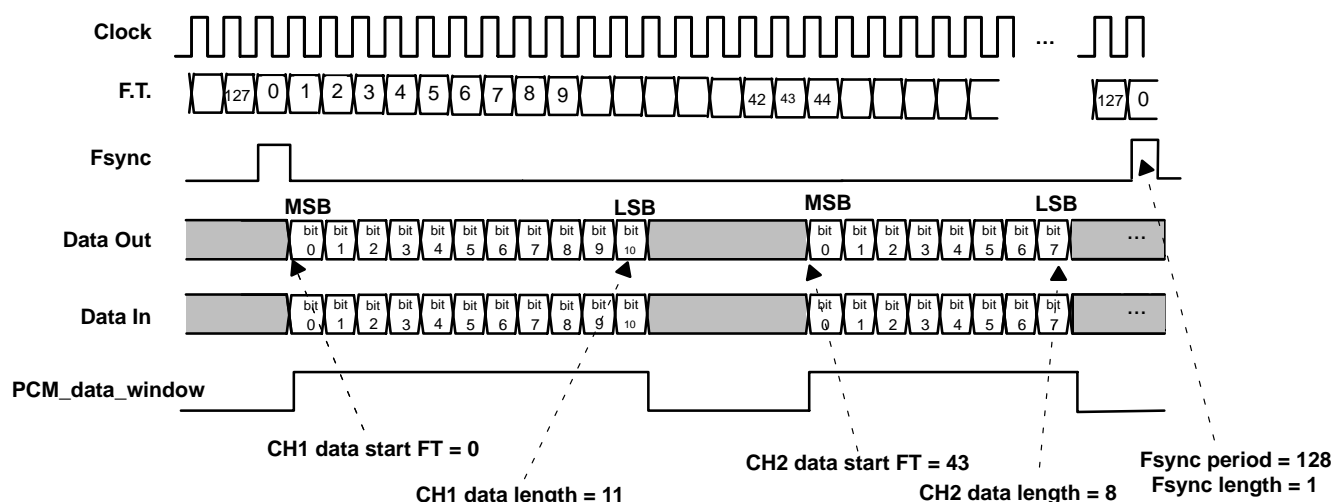 Clock ...
F.T. 127 0 1 2 3 4 5 6 7 8 9 42 43 44 127 0
Fsync
MSB LSB MSB LSB
Data Out bit 0 bit 1 bit 2 bit 3 bit 4 bit 5 bit 6 bit 7 bit 8 bit 9 bit 10 bit 0 bit 1 bit 2 bit 3 bit 4 bit 5 bit 6 bit 7 ...
Data In bit 0 bit 1 bit 2 bit 3 bit 4 bit 5 bit 6 bit 7 bit 8 bit 9 bit 10 bit 0 bit 1 bit 2 bit 3 bit 4 bit 5 bit 6 bit 7 ...
PCM_data_window
CH1 data start FT = 0
CH2 data start FT = 43
Fsync period = 128
Fsync length = 1
CH1 data length = 11
CH2 data length = 8